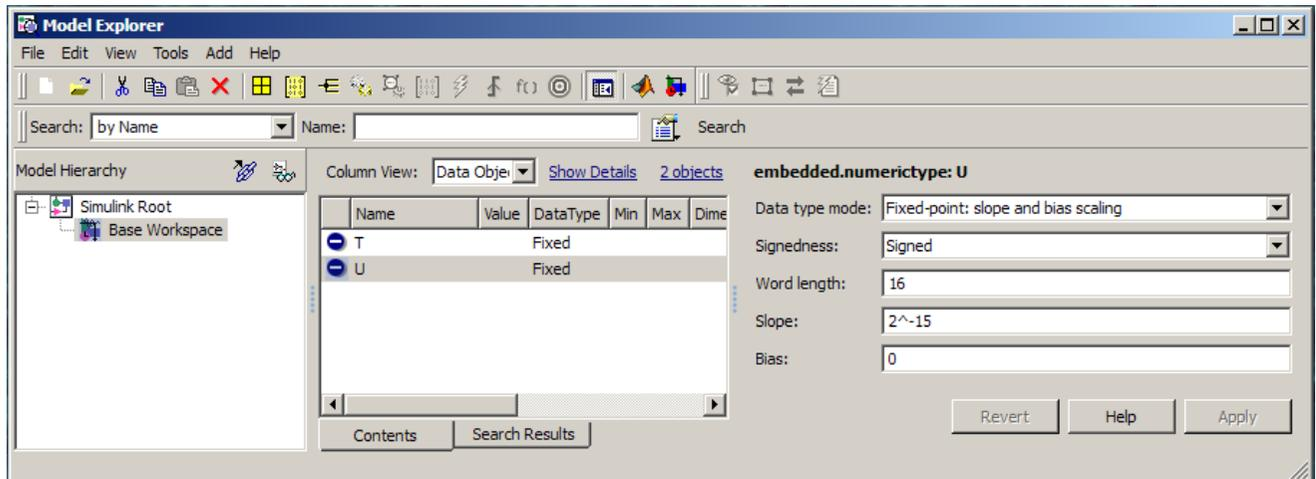 Model Explorer
File Edit View Tools Add Help
f()
Search: by Name Name: Search
Model Hierarchy
Simulink Root
Base Workspace
Column View: Data Obje Show Details 2 objects
Name Value DataType Min Max Dime
T Fixed
U Fixed
Contents Search Results
embedded.numerictype: U
Data type mode: Fixed-point: slope and bias scaling
Signedness: Signed
Word length: 16
Slope: 2^-15
Bias: 0
Revert Help Apply